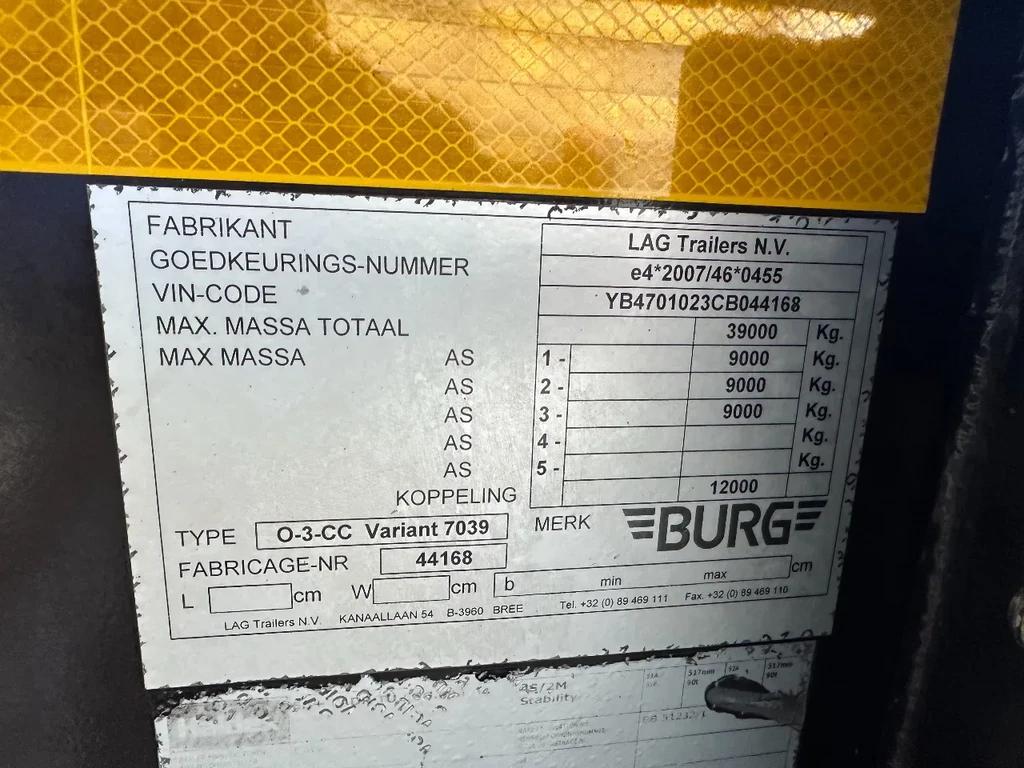 FABRIKANT LAG Trailers N.V.
GOEDKEURINGS-NUMMER e4*2007/46*0455
VIN-CODE YB4701023CB044168
MAX. MASSA TOTAAL 39000 Kg.
MAX MASSA AS 1 - 9000 Kg.
AS 2 - 9000 Kg.
AS 3 - 9000 Kg.
AS 4 - Kg.
AS 5 - Kg.
KOPPELING 12000
TYPE O-3-CC Variant 7039 MERK BURG
FABRICAGE-NR 44168
L cm W cm b min max cm
LAG Trailers N.V. KANAALLAAN 54 B-3960 BREE Tel. +32 (0) 89 469 111 Fax. +32 (0) 89 469 110
2S/2M
Stability